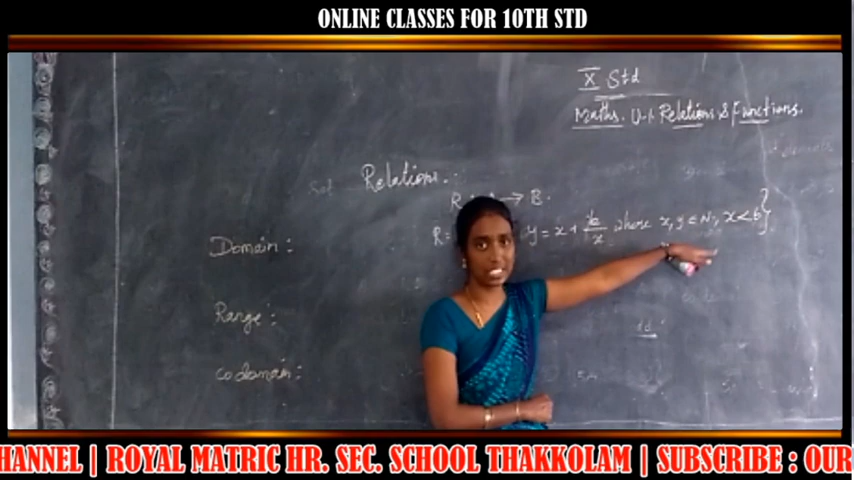 ONLINE CLASSES FOR 10TH STD
X Std
Maths. U-1. Relations & Functions.
Relations:
R : → B.
R = y = x + 6/x where x, y ∈ N, x < 6}
Domain:
Range:
codomain:
HANNEL | ROYAL MATRIC HR. SEC. SCHOOL THAKKOLAM | SUBSCRIBE : OUR